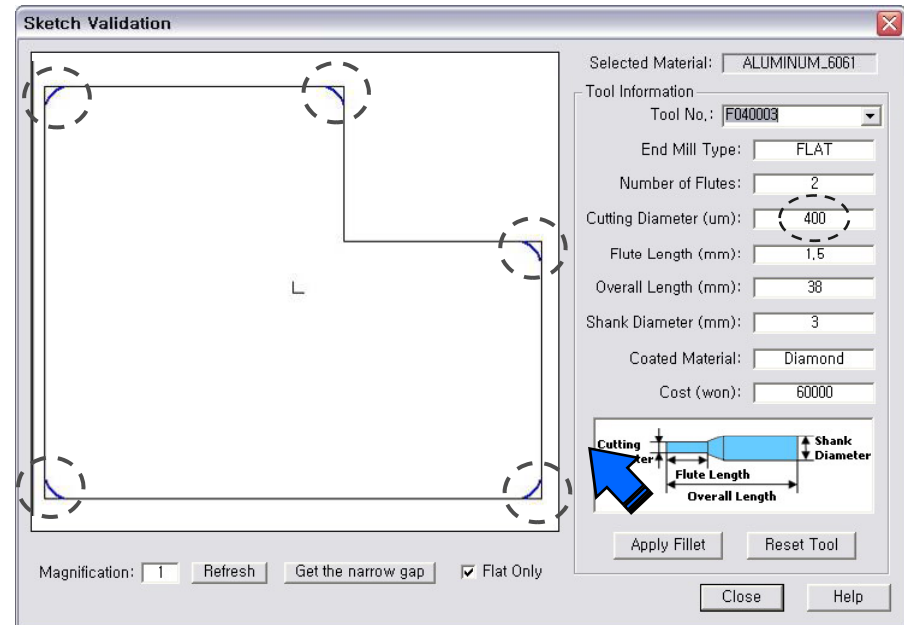 Sketch Validation
Selected Material: ALUMINUM_6061
Tool Information
Tool No.: F040003
End Mill Type: FLAT
Number of Flutes: 2
Cutting Diameter (um): 400
Flute Length (mm): 1.5
Overall Length (mm): 38
Shank Diameter (mm): 3
Coated Material: Diamond
Cost (won): 60000
Cutting
Shank
Diameter
Flute Length
Overall Length
Apply Fillet Reset Tool
Magnification: 1 Refresh Get the narrow gap Flat Only
Close Help